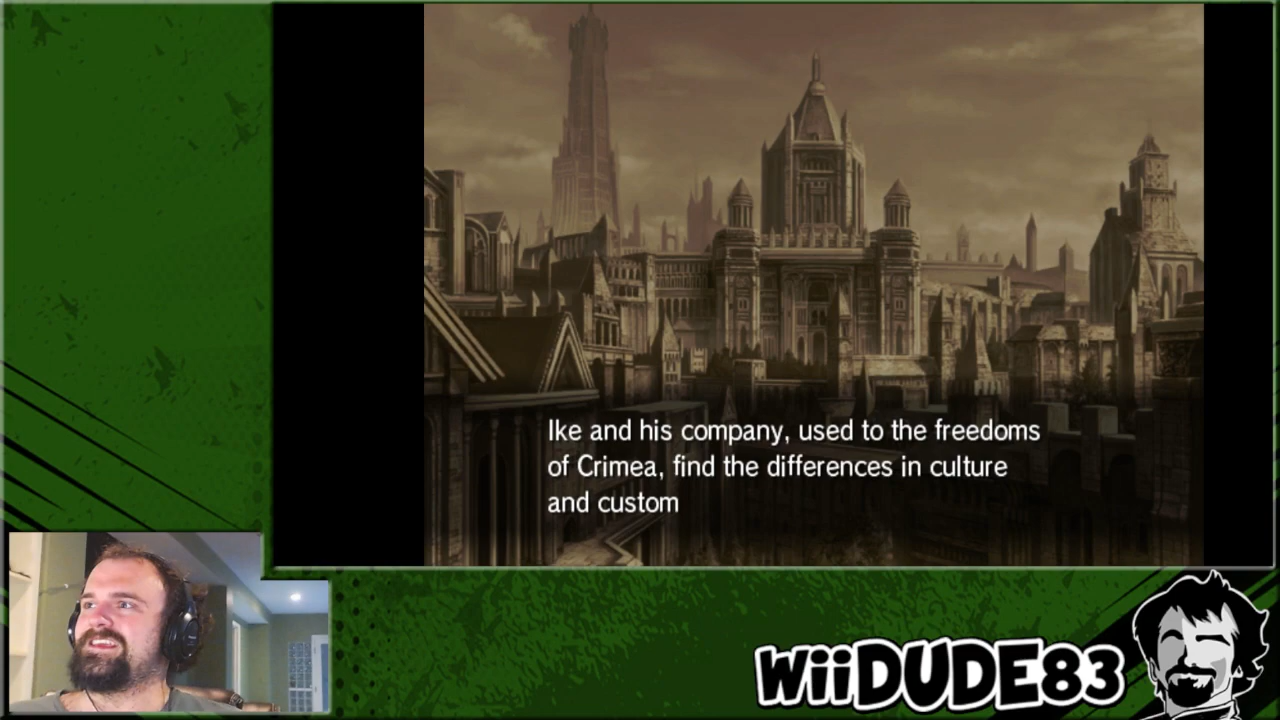 Ike and his company, used to the freedoms
of Crimea, find the differences in culture
and custom
WiiDUDE83